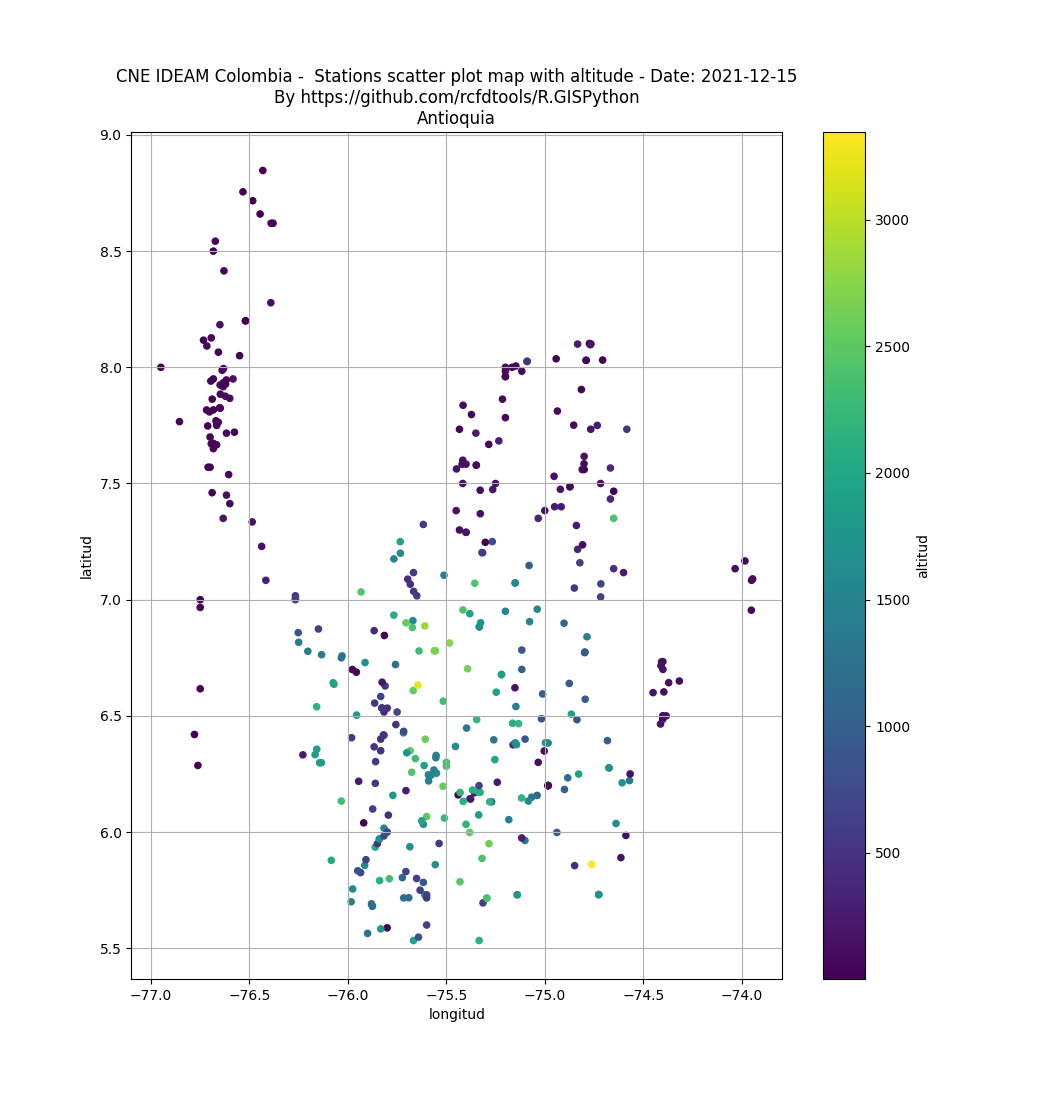 CNE IDEAM Colombia -  Stations scatter plot map with altitude - Date: 2021-12-15
By https://github.com/rcfdtools/R.GISPython
Antioquia
9.0
8.5
8.0
7.5
7.0
6.5
6.0
5.5
latitud
−77.0 −76.5 −76.0 −75.5 −75.0 −74.5 −74.0
longitud
3000
2500
2000
1500
1000
500
altitud